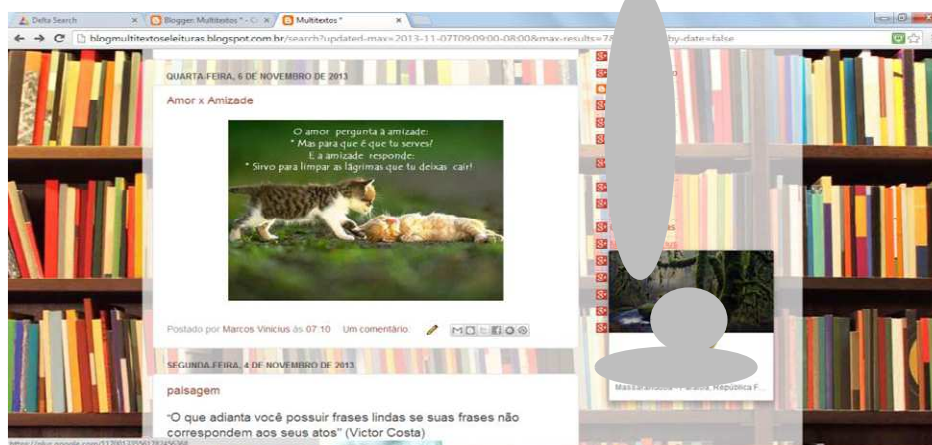 Delta Search
Blogger: Multitextos * - C
Multitextos *
blogmultitextoseleituras.blogspot.com.br/search?updated-max=2013-11-07T09:09:00-08:00&max-results=7& by-date=false
QUARTA-FEIRA, 6 DE NOVEMBRO DE 2013
Amor x Amizade
O amor pergunta à amizade:
" Mas para que é que tu serves?
E a amizade responde:
" Sirvo para limpar as lágrimas que tu deixas cair!
Postado por Marcos Vinicius às 07:10 Um comentário:
SEGUNDA-FEIRA, 4 DE NOVEMBRO DE 2013
paisagem
"O que adianta você possuir frases lindas se suas frases não
correspondem aos seus atos" (Victor Costa)
República F...